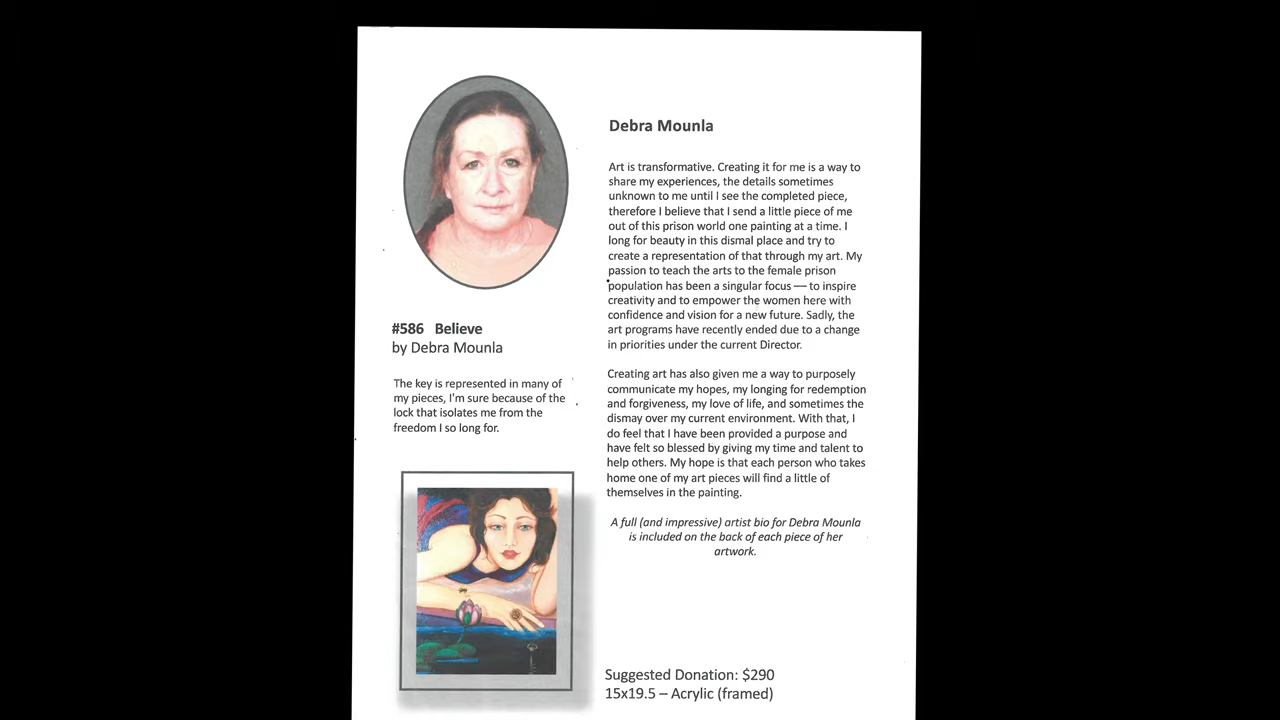 Debra Mounla
Art is transformative. Creating it for me is a way to
share my experiences, the details sometimes
unknown to me until I see the completed piece,
therefore I believe that I send a little piece of me
out of this prison world one painting at a time. I
long for beauty in this dismal place and try to
create a representation of that through my art. My
passion to teach the arts to the female prison
population has been a singular focus — to inspire
creativity and to empower the women here with
confidence and vision for a new future. Sadly, the
art programs have recently ended due to a change
in priorities under the current Director.
Creating art has also given me a way to purposely
communicate my hopes, my longing for redemption
and forgiveness, my love of life, and sometimes the
dismay over my current environment. With that, I
do feel that I have been provided a purpose and
have felt so blessed by giving my time and talent to
help others. My hope is that each person who takes
home one of my art pieces will find a little of
themselves in the painting.
A full (and impressive) artist bio for Debra Mounla
is included on the back of each piece of her
artwork.
#586 Believe
by Debra Mounla
The key is represented in many of
my pieces, I'm sure because of the
lock that isolates me from the
freedom I so long for.
Suggested Donation: $290
15x19.5 – Acrylic (framed)